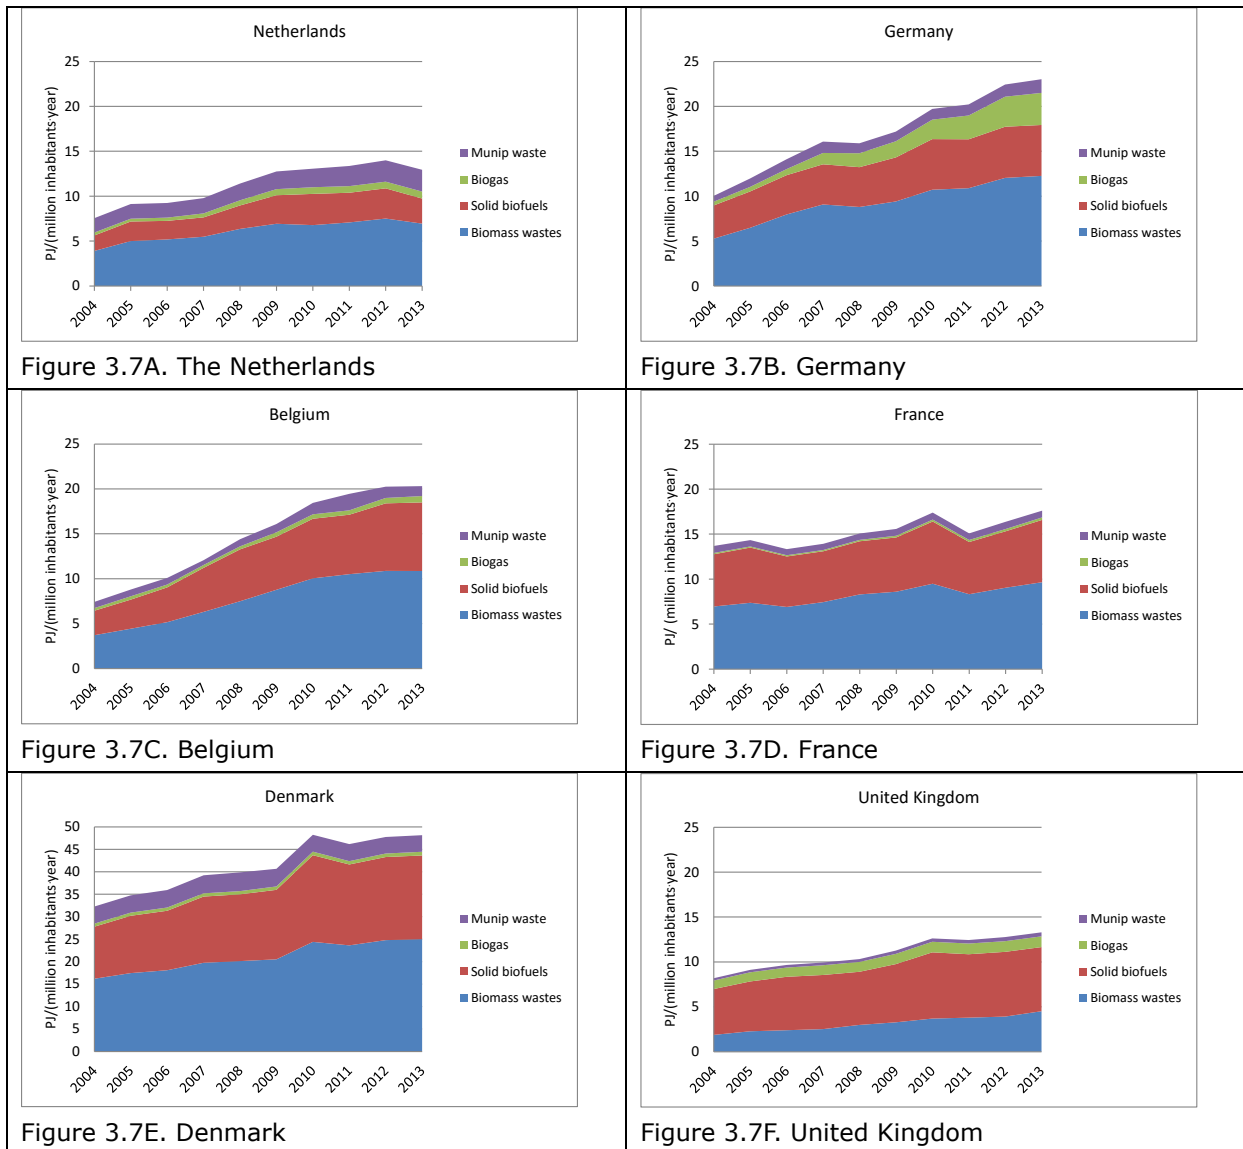 Netherlands
PJ/(million inhabitants·year)
25
20
15
10
5
0
2004
2005
2006
2007
2008
2009
2010
2011
2012
2013
Munip waste
Biogas
Solid biofuels
Biomass wastes
Figure 3.7A. The Netherlands
Germany
PJ/(million inhabitants·year)
25
20
15
10
5
0
2004
2005
2006
2007
2008
2009
2010
2011
2012
2013
Munip waste
Biogas
Solid biofuels
Biomass wastes
Figure 3.7B. Germany
Belgium
PJ/(million inhabitants·year)
25
20
15
10
5
0
2004
2005
2006
2007
2008
2009
2010
2011
2012
2013
Munip waste
Biogas
Solid biofuels
Biomass wastes
Figure 3.7C. Belgium
France
PJ/ (million inhabitants·year)
25
20
15
10
5
0
2004
2005
2006
2007
2008
2009
2010
2011
2012
2013
Munip waste
Biogas
Solid biofuels
Biomass wastes
Figure 3.7D. France
Denmark
PJ/(million inhabitants·year)
50
45
40
35
30
25
20
15
10
5
0
2004
2005
2006
2007
2008
2009
2010
2011
2012
2013
Munip waste
Biogas
Solid biofuels
Biomass wastes
Figure 3.7E. Denmark
United Kingdom
PJ/(million inhabitants·year)
25
20
15
10
5
0
2004
2005
2006
2007
2008
2009
2010
2011
2012
2013
Munip waste
Biogas
Solid biofuels
Biomass wastes
Figure 3.7F. United Kingdom